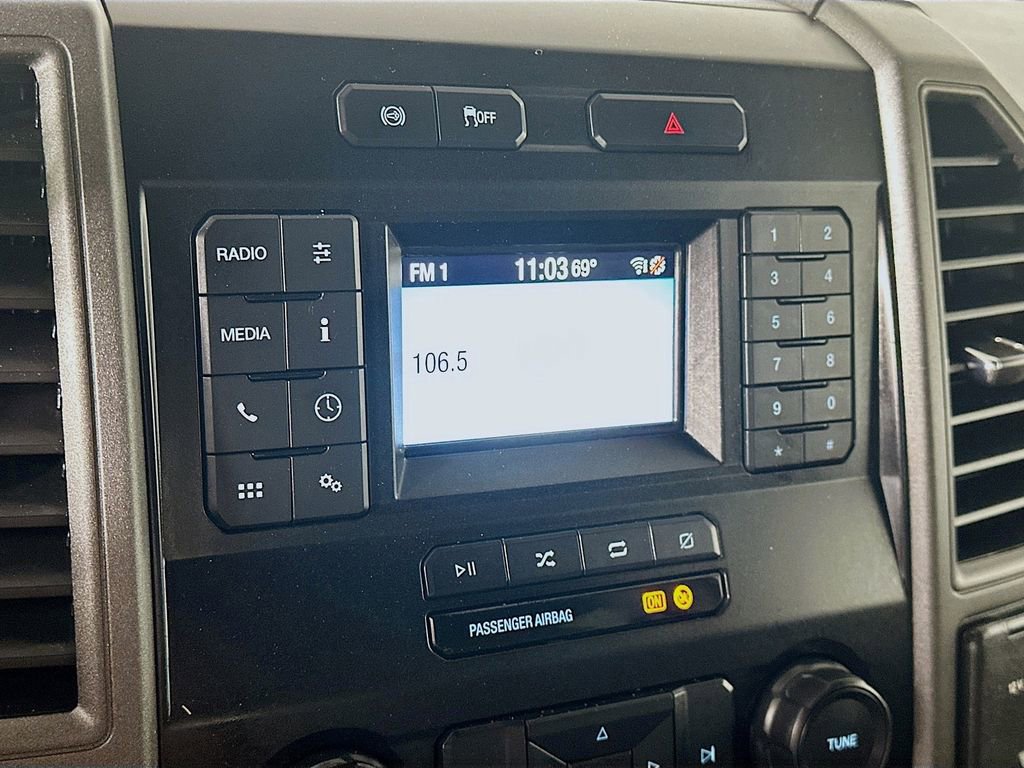 OFF
RADIO
MEDIA
FM 1 11:03 69°
106.5
1 2
3 4
5 6
7 8
9 0
* #
PASSENGER AIRBAG ON
TUNE